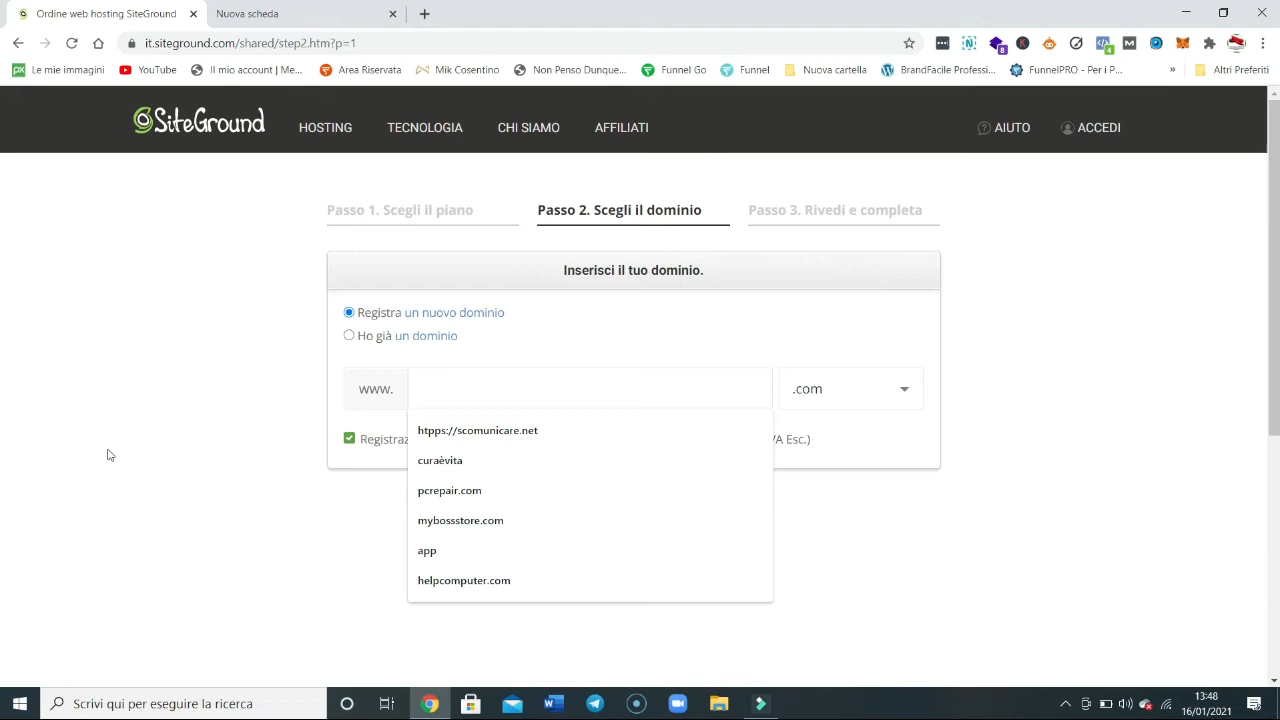 Ordine web hosting SiteGround
Nuova scheda
it.siteground.com/shared/step2.htm?p=1
Le mie immagini
YouTube
Il mio account | Me...
Area Riservata
Mik Cosentino...
Non Penso Dunque...
Funnel Go
Funnel
Nuova cartella
BrandFacile Professi...
FunnelPRO - Per i P...
»
Altri Preferiti
SiteGround
HOSTING
TECNOLOGIA
CHI SIAMO
AFFILIATI
AIUTO
ACCEDI
Passo 1. Scegli il piano
Passo 2. Scegli il dominio
Passo 3. Rivedi e completa
Inserisci il tuo dominio.
Registra un nuovo dominio
Ho già un dominio
www.
.com
htpps://scomunicare.net
Registraz
VA Esc.)
curaèvita
pcrepair.com
mybossstore.com
app
helpcomputer.com
Scrivi qui per eseguire la ricerca
13:48
16/01/2021